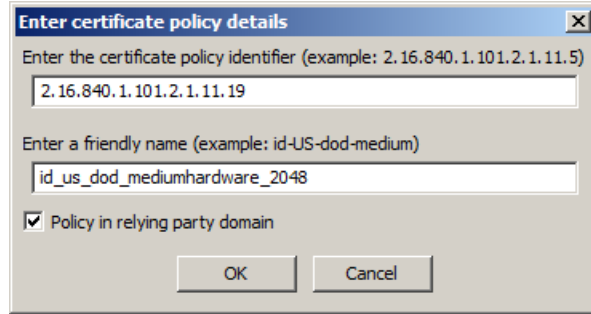 Enter certificate policy details
Enter the certificate policy identifier (example: 2.16.840.1.101.2.1.11.5)
2.16.840.1.101.2.1.11.19
Enter a friendly name (example: id-US-dod-medium)
id_us_dod_mediumhardware_2048
Policy in relying party domain
OK Cancel